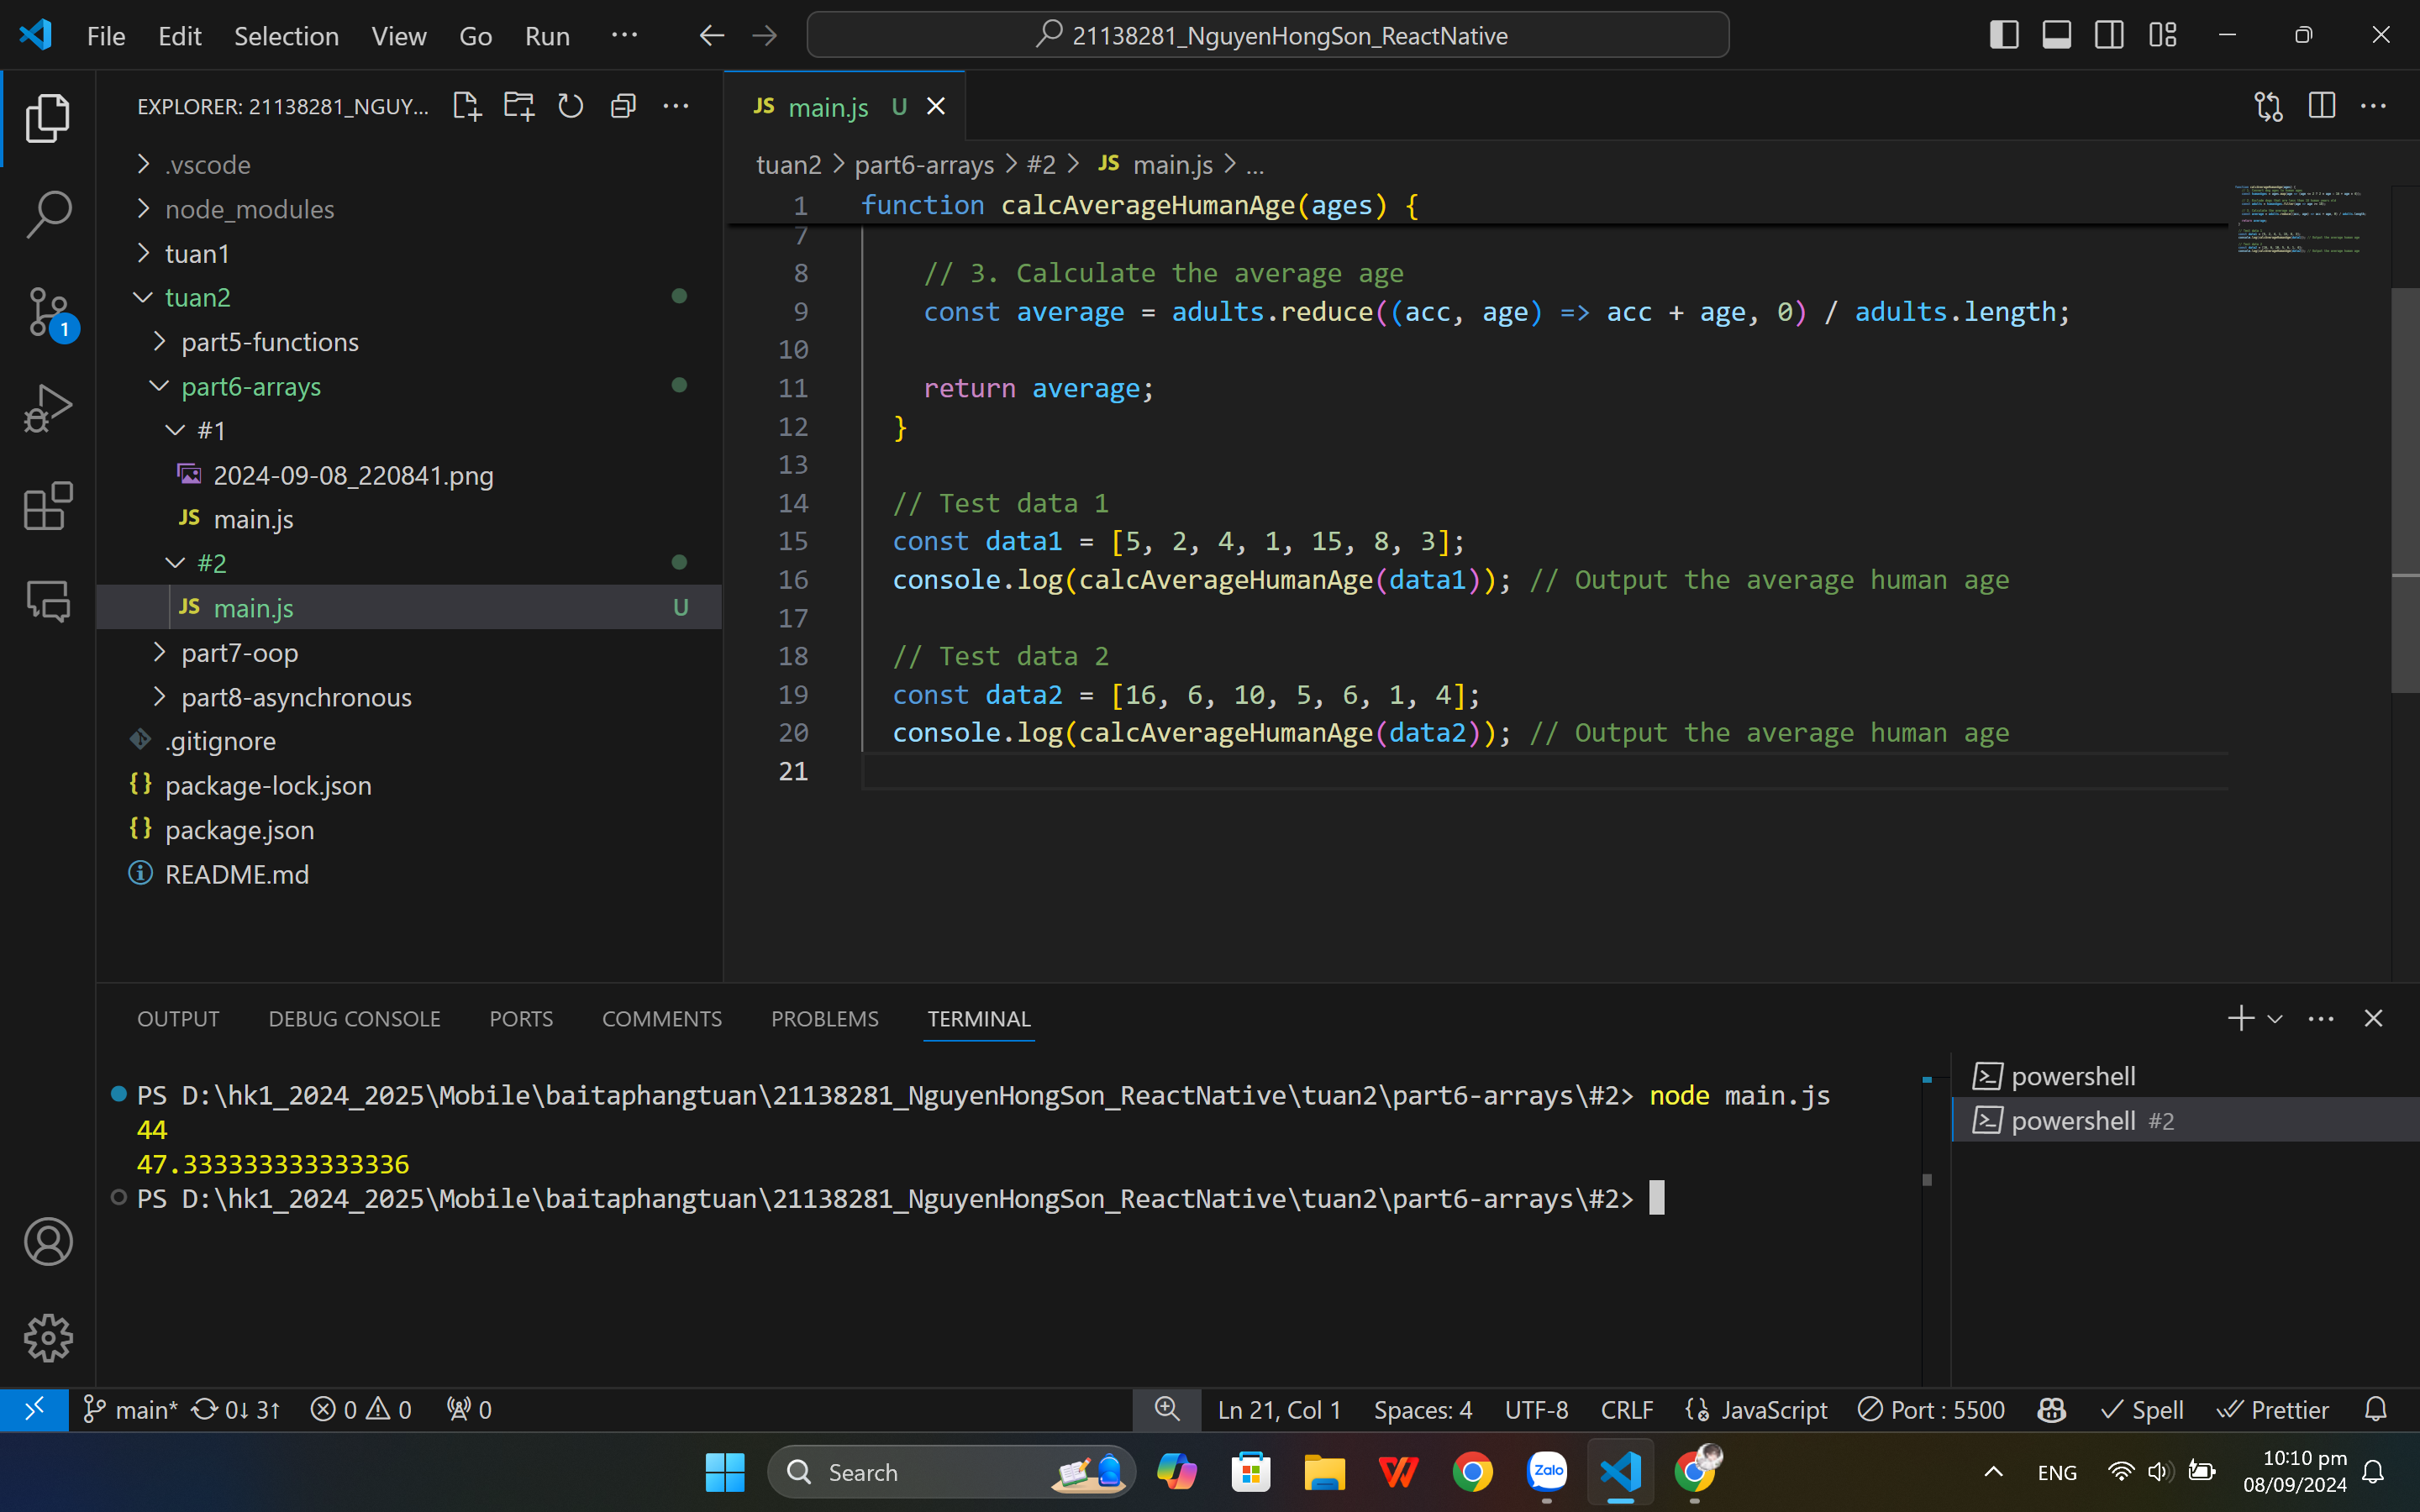 File Edit Selection View Go Run ··· 21138281_NguyenHongSon_ReactNative
EXPLORER: 21138281_NGUY...
.vscode
node_modules
tuan1
tuan2
part5-functions
part6-arrays
#1
2024-09-08_220841.png
JS main.js
#2
JS main.js U
part7-oop
part8-asynchronous
.gitignore
{} package-lock.json
{} package.json
README.md
JS main.js U
tuan2 > part6-arrays > #2 > JS main.js > ...
1 function calcAverageHumanAge(ages) {
7
8 // 3. Calculate the average age
9 const average = adults.reduce((acc, age) => acc + age, 0) / adults.length;
10
11 return average;
12 }
13
14 // Test data 1
15 const data1 = [5, 2, 4, 1, 15, 8, 3];
16 console.log(calcAverageHumanAge(data1)); // Output the average human age
17
18 // Test data 2
19 const data2 = [16, 6, 10, 5, 6, 1, 4];
20 console.log(calcAverageHumanAge(data2)); // Output the average human age
21
OUTPUT DEBUG CONSOLE PORTS COMMENTS PROBLEMS TERMINAL
PS D:\hk1_2024_2025\Mobile\baitaphangtuan\21138281_NguyenHongSon_ReactNative\tuan2\part6-arrays\#2> node main.js
44
47.333333333333336
PS D:\hk1_2024_2025\Mobile\baitaphangtuan\21138281_NguyenHongSon_ReactNative\tuan2\part6-arrays\#2>
powershell
powershell #2
1
main* 0↓ 3↑ 0 0 0 Ln 21, Col 1 Spaces: 4 UTF-8 CRLF JavaScript Port : 5500 Spell Prettier
Search Zalo ENG 10:10 pm
08/09/2024